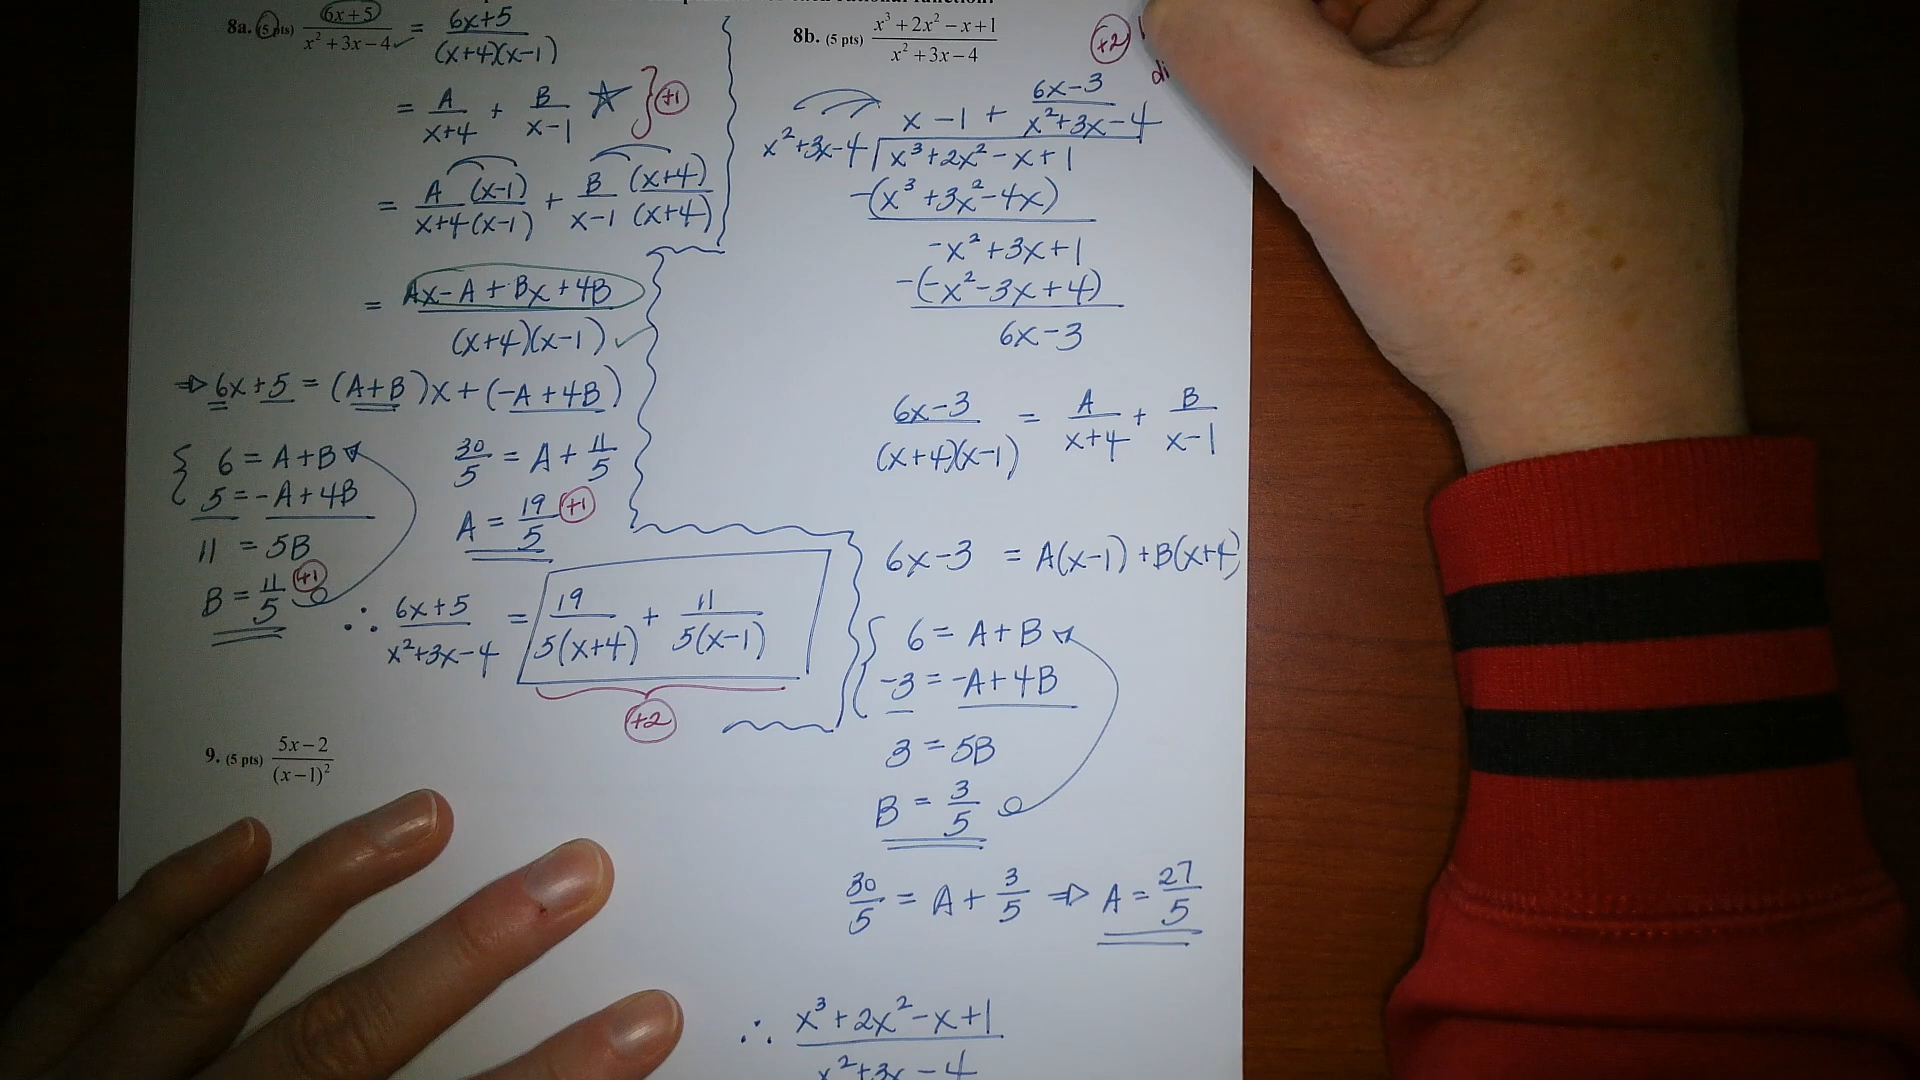 8a. (5 pts) 6x+5 / x² + 3x − 4 ✓ = 6x+5 / (x+4)(x−1)
= A / x+4 + B / x−1 ☆ } +1
= A (x−1) / x+4 (x−1) + B (x+4) / x−1 (x+4)
= Ax−A + Bx + 4B / (x+4)(x−1) ✓
⇒ 6x+5 = (A+B)x + (−A + 4B)
6 = A+B
5 = −A + 4B
11 = 5B
B = 11/5 +1
30/5 = A + 11/5
A = 19/5 +1
∴ 6x+5 / x²+3x−4 = 19 / 5(x+4) + 11 / 5(x−1)
+2
9. (5 pts) 5x − 2 / (x − 1)²
8b. (5 pts) x³ + 2x² − x + 1 / x² + 3x − 4
+2
x − 1 + 6x−3 / x²+3x−4
x²+3x−4 ) x³+2x²−x+1
−(x³+3x²−4x)
−x²+3x+1
−(−x²−3x+4)
6x−3
6x−3 / (x+4)(x−1) = A / x+4 + B / x−1
6x−3 = A(x−1) + B(x+4)
6 = A+B
−3 = −A+4B
3 = 5B
B = 3/5
30/5 = A + 3/5 ⇒ A = 27/5
∴ x³+2x²−x+1 / x²+3x−4